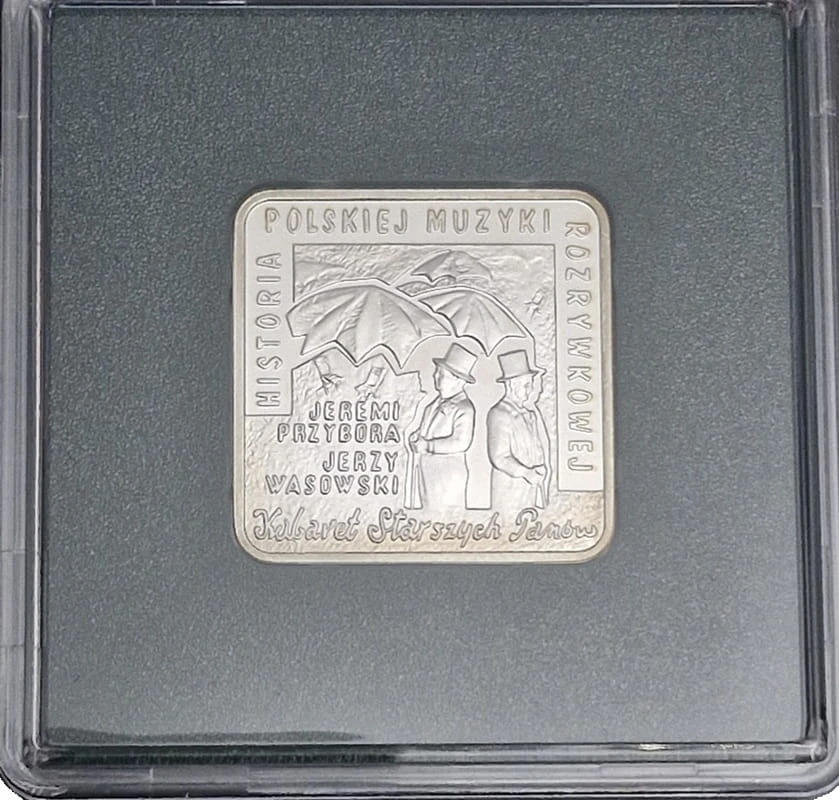 HISTORIA
POLSKIEJ MUZYKI
ROZRYWKOWEJ
JEREMI
PRZYBORA
JERZY
WASOWSKI
Kabaret Starszych Panów